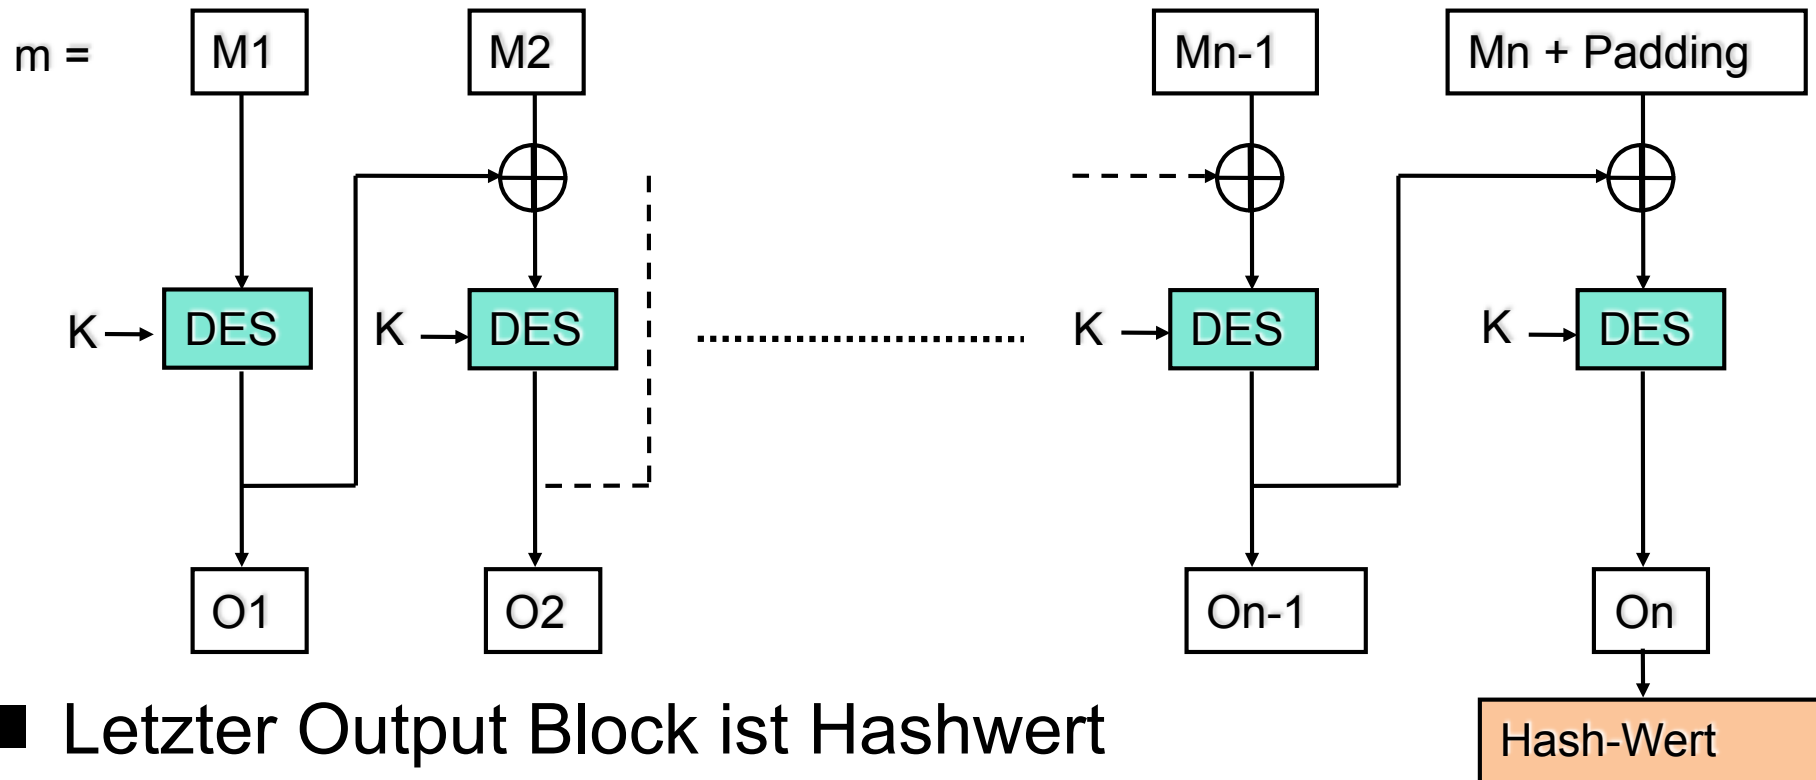 m = M1 M2 Mn-1 Mn + Padding
K DES K DES K DES K DES
O1 O2 On-1 On
■ Letzter Output Block ist Hashwert
Hash-Wert